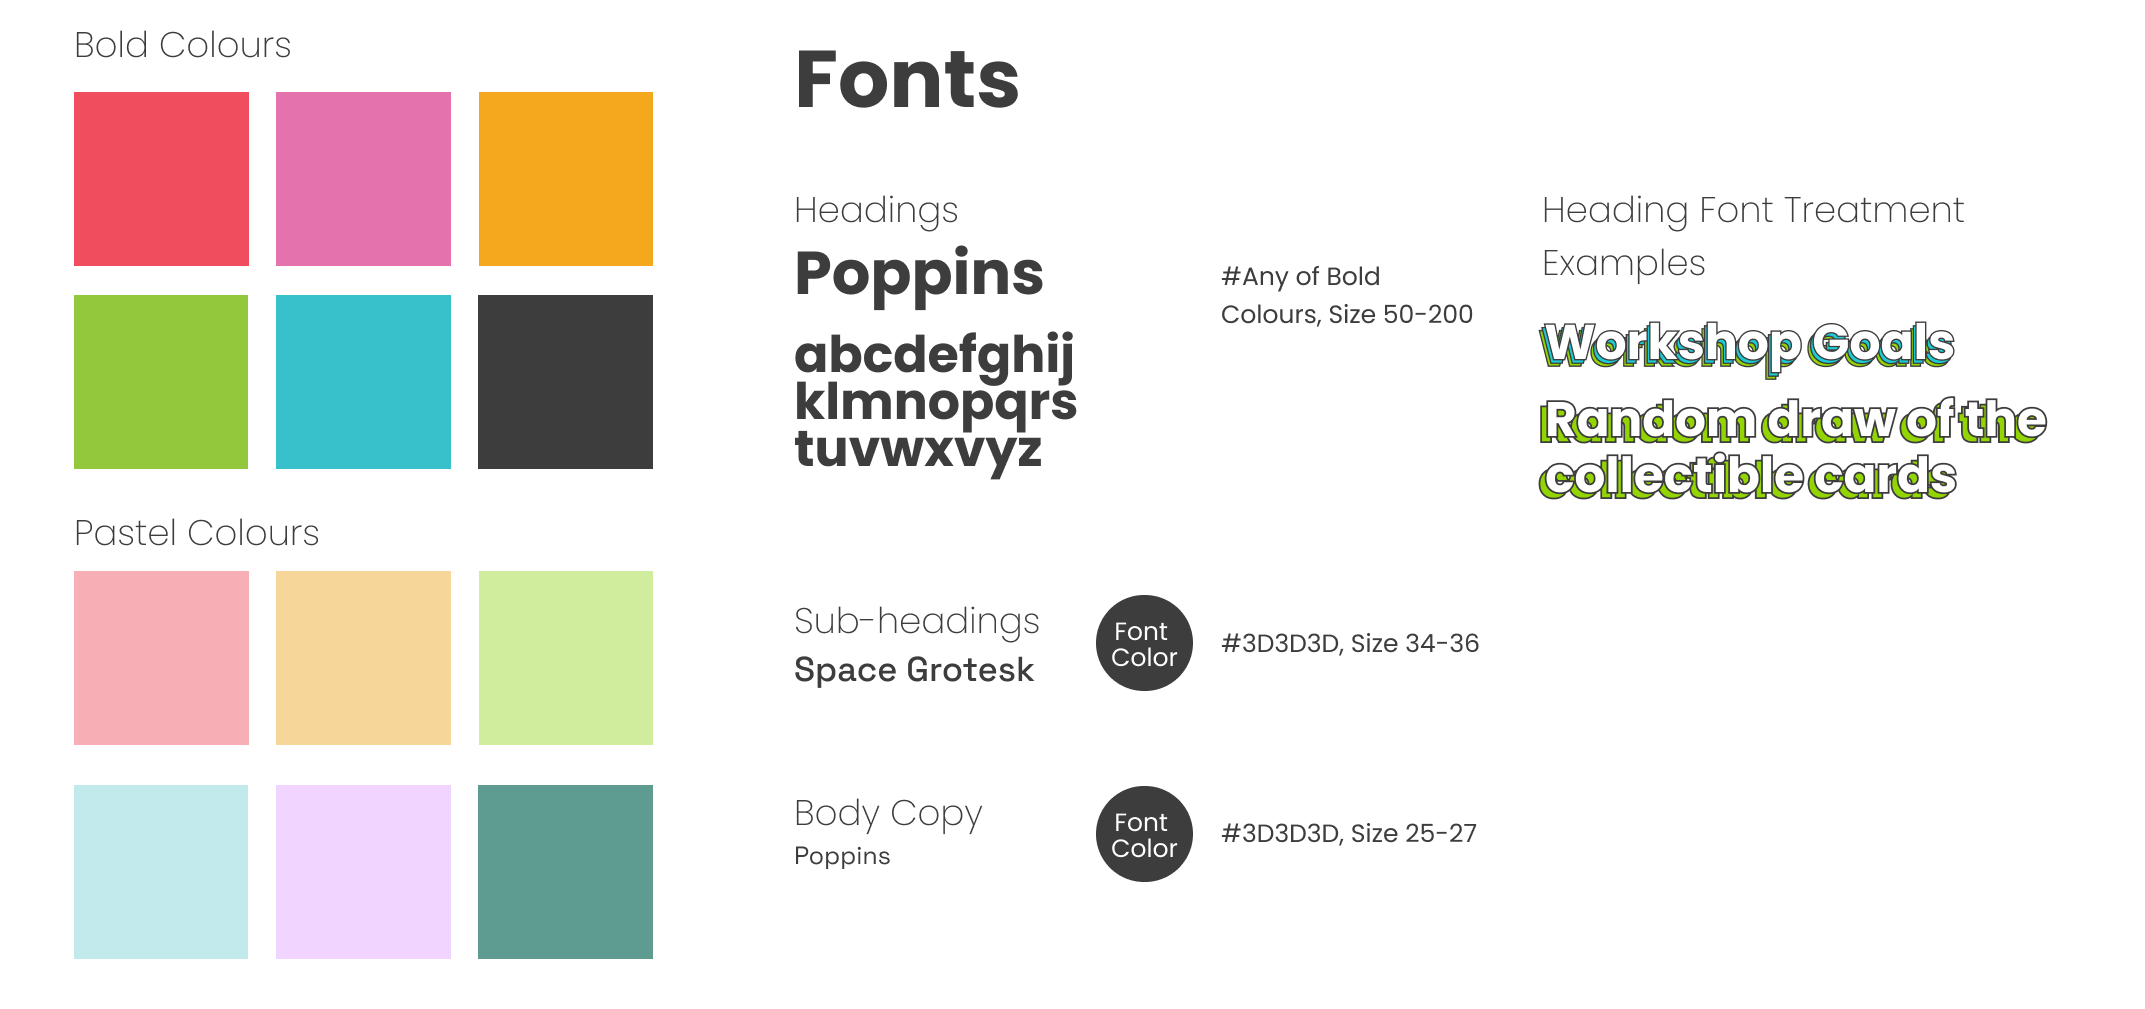 Bold Colours
Pastel Colours
Fonts
Headings
Poppins
abcdefghij
klmnopqrs
tuvwxvyz
#Any of Bold
Colours, Size 50-200
Heading Font Treatment
Examples
Workshop Goals
Random draw of the
collectible cards
Sub-headings
Space Grotesk
Font
Color
#3D3D3D, Size 34-36
Body Copy
Poppins
Font
Color
#3D3D3D, Size 25-27